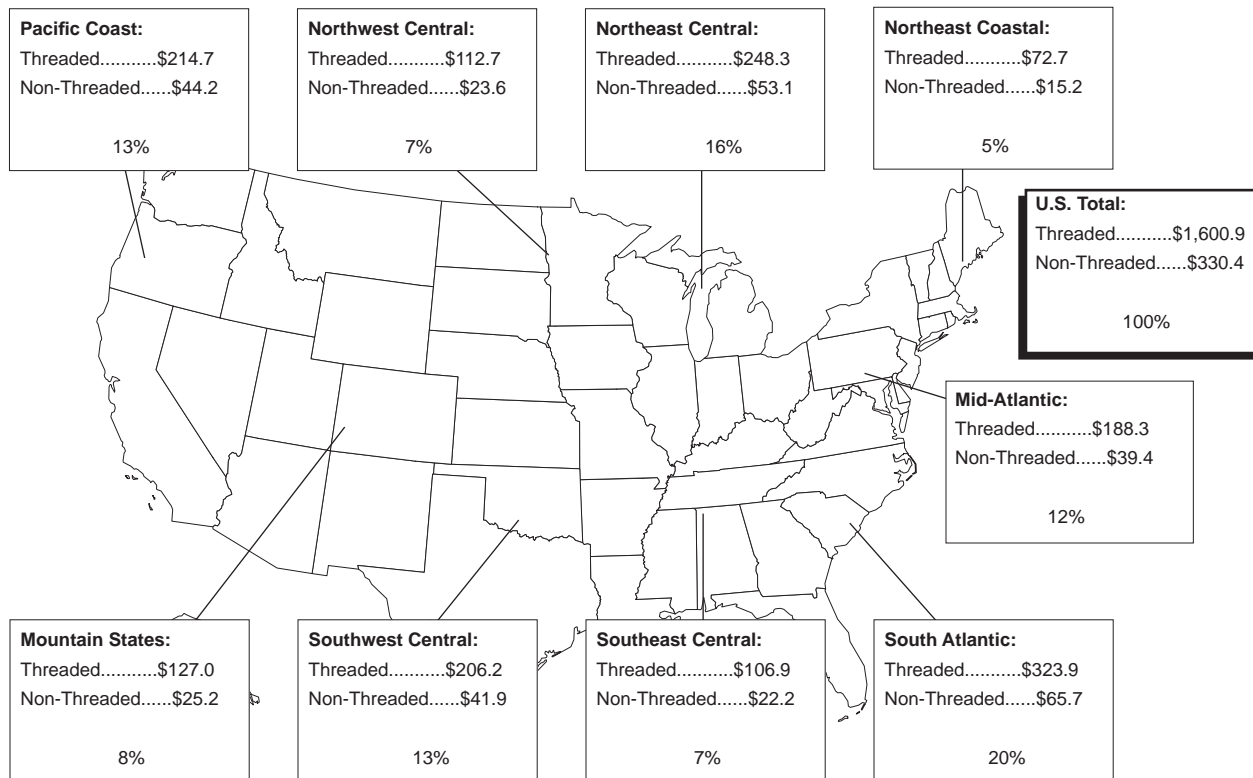 Pacific Coast:
Threaded...........$214.7
Non-Threaded......$44.2
13%
Northwest Central:
Threaded...........$112.7
Non-Threaded......$23.6
7%
Northeast Central:
Threaded...........$248.3
Non-Threaded......$53.1
16%
Northeast Coastal:
Threaded...........$72.7
Non-Threaded......$15.2
5%
U.S. Total:
Threaded...........$1,600.9
Non-Threaded......$330.4
100%
Mid-Atlantic:
Threaded...........$188.3
Non-Threaded......$39.4
12%
Mountain States:
Threaded...........$127.0
Non-Threaded......$25.2
8%
Southwest Central:
Threaded...........$206.2
Non-Threaded......$41.9
13%
Southeast Central:
Threaded...........$106.9
Non-Threaded......$22.2
7%
South Atlantic:
Threaded...........$323.9
Non-Threaded......$65.7
20%